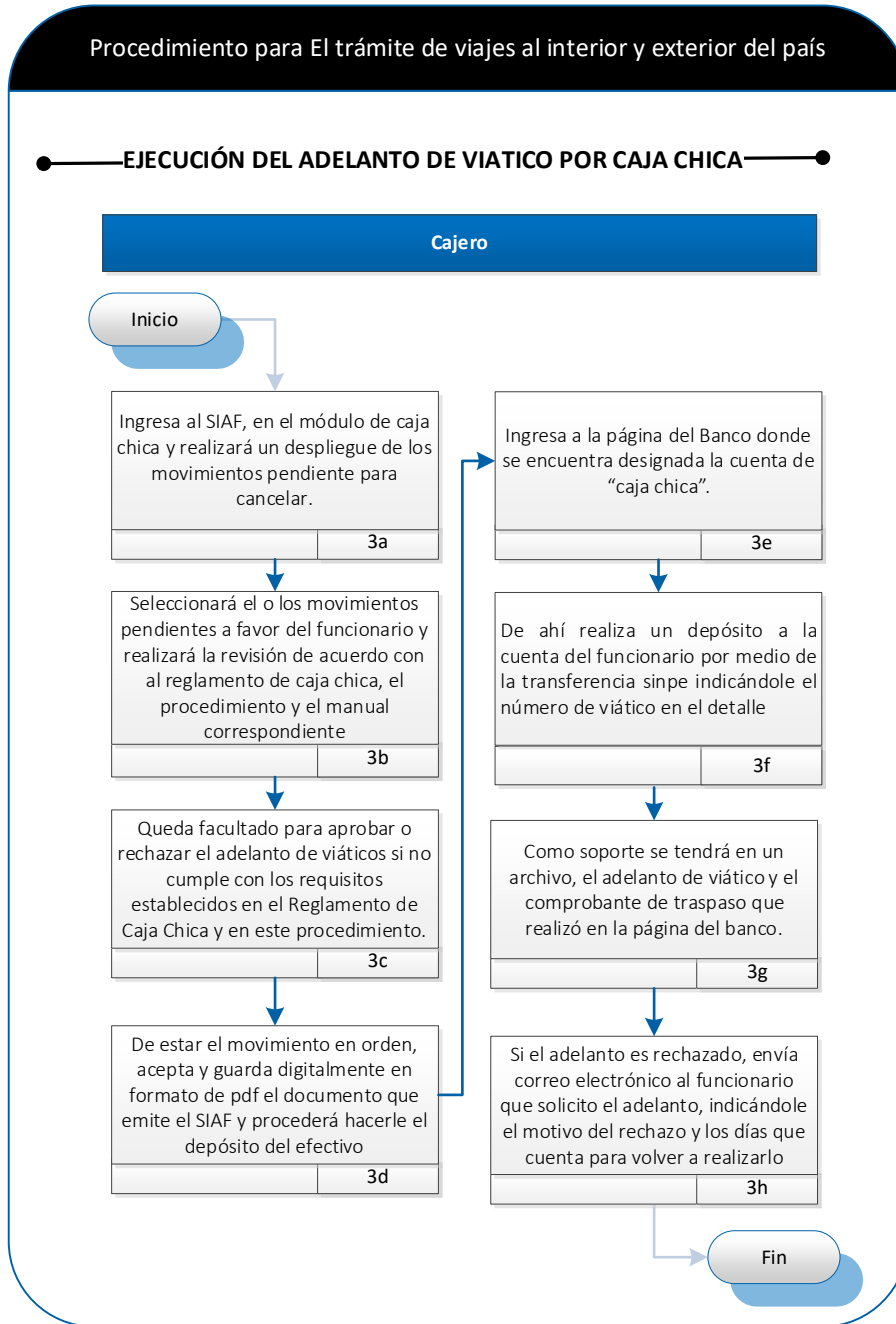 Procedimiento para El trámite de viajes al interior y exterior del país
EJECUCIÓN DEL ADELANTO DE VIATICO POR CAJA CHICA
Cajero
Inicio
Ingresa al SIAF, en el módulo de caja
chica y realizará un despliegue de los
movimientos pendiente para
cancelar.
3a
Seleccionará el o los movimientos
pendientes a favor del funcionario y
realizará la revisión de acuerdo con
al reglamento de caja chica, el
procedimiento y el manual
correspondiente
3b
Queda facultado para aprobar o
rechazar el adelanto de viáticos si no
cumple con los requisitos
establecidos en el Reglamento de
Caja Chica y en este procedimiento.
3c
De estar el movimiento en orden,
acepta y guarda digitalmente en
formato de pdf el documento que
emite el SIAF y procederá hacerle el
depósito del efectivo
3d
Ingresa a la página del Banco donde
se encuentra designada la cuenta de
“caja chica”.
3e
De ahí realiza un depósito a la
cuenta del funcionario por medio de
la transferencia sinpe indicándole el
número de viático en el detalle
3f
Como soporte se tendrá en un
archivo, el adelanto de viático y el
comprobante de traspaso que
realizó en la página del banco.
3g
Si el adelanto es rechazado, envía
correo electrónico al funcionario
que solicito el adelanto, indicándole
el motivo del rechazo y los días que
cuenta para volver a realizarlo
3h
Fin